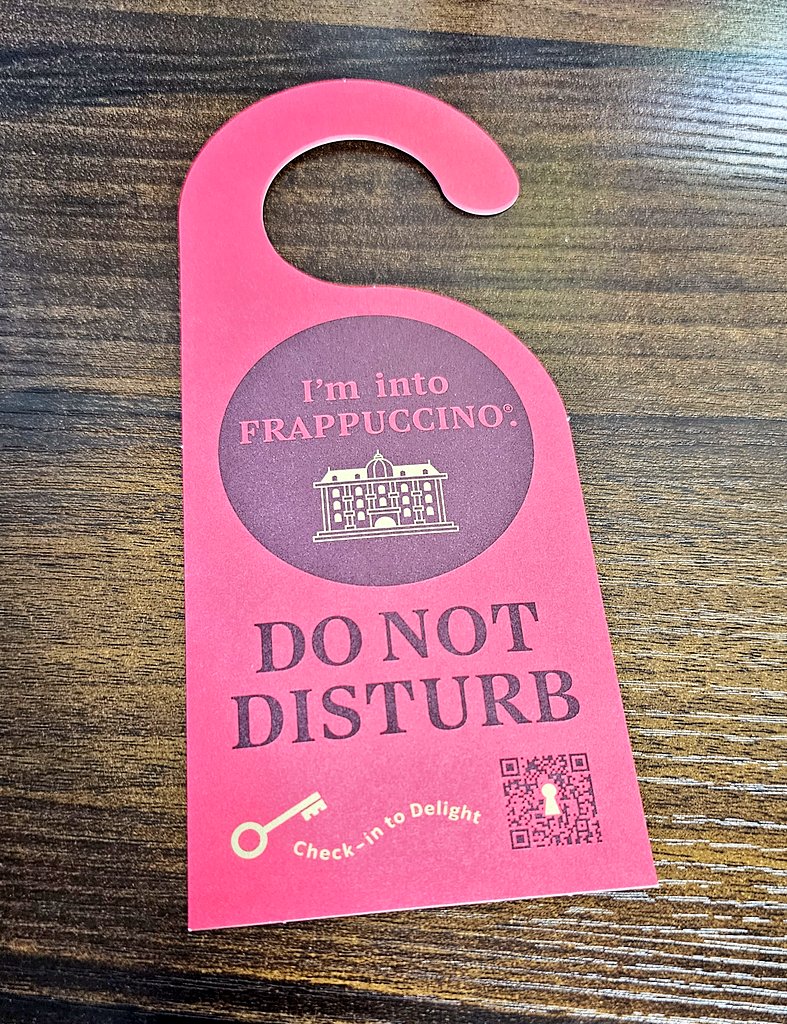 I'm into
FRAPPUCCINO®.
DO NOT
DISTURB
Check-in to Delight